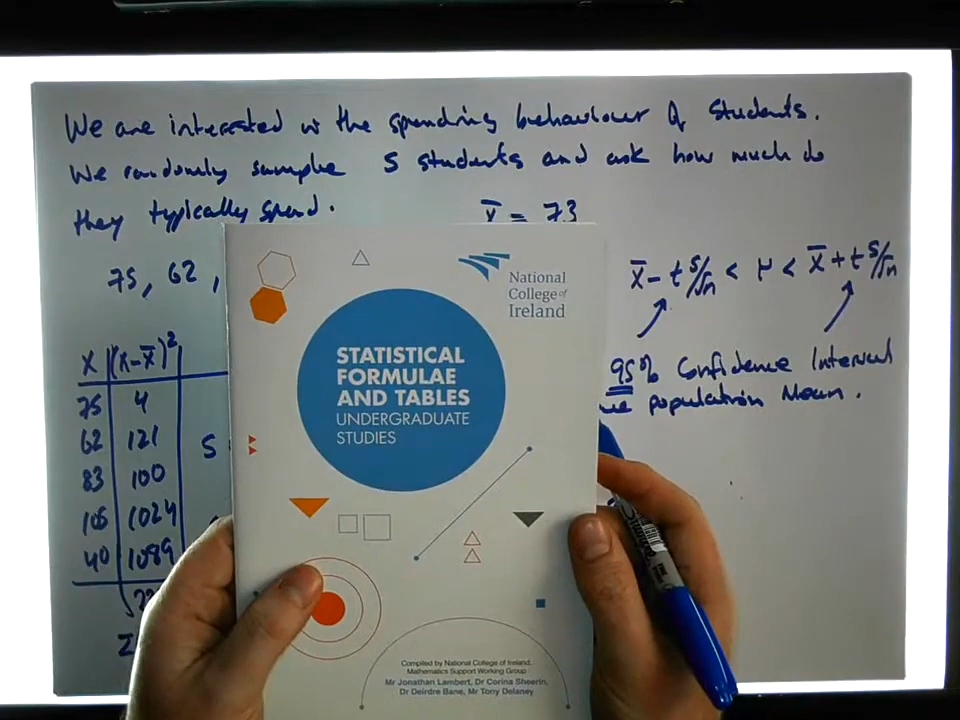 We are interested in the spending behaviour of students.
We randomly sample 5 students and ask how much do
they typically spend.
x̄ = 73
75, 62,
x̄ - t s/√n < μ < x̄ + t s/√n
95% Confidence Interval
population Mean.
x | (x-x̄)²
75 | 4
62 | 121
83 | 100
105 | 1024
40 | 1089
S
National
College of
Ireland
STATISTICAL
FORMULAE
AND TABLES
UNDERGRADUATE
STUDIES
Compiled by National College of Ireland,
Mathematics Support Working Group
Mr Jonathan Lambert, Dr Corina Sheerin,
Dr Deirdre Bane, Mr Tony Delaney